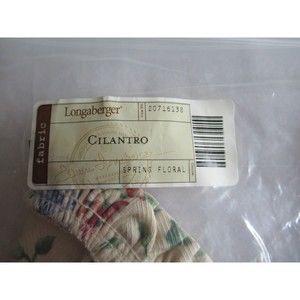 fabric
Longaberger®
20716138
CILANTRO
SPRING FLORAL